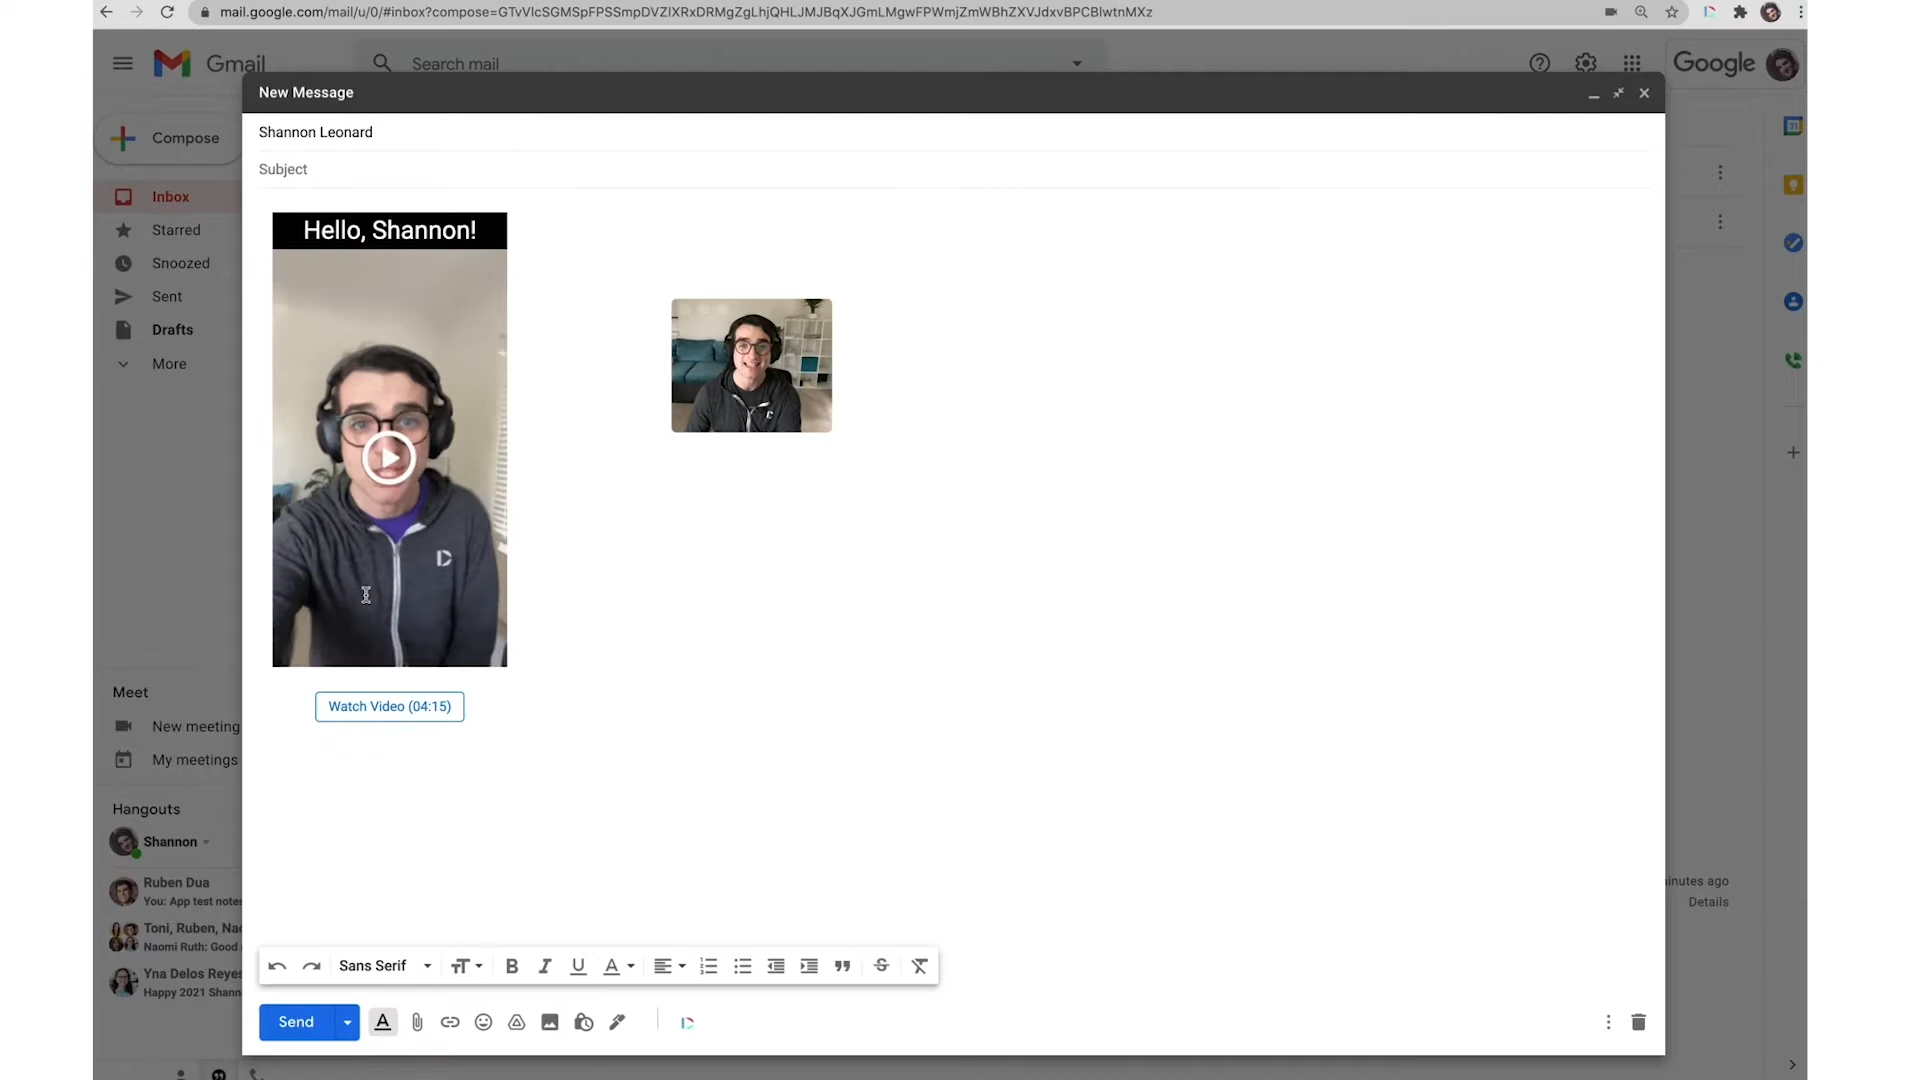 mail.google.com/mail/u/0/#inbox?compose=GTvVlcSGMSpFPSSmpDVZlXRxDRMgZgLhjQHLJMJBqXJGmLMgwFPWmjZmWBhZXVJdxvBPCBlwtnMXz
Gmail
Search mail
Google
New Message
Compose
Shannon Leonard
Subject
Inbox
Starred
Snoozed
Sent
Drafts
More
31
Hello, Shannon!
Watch Video (04:15)
Meet
New meeting
My meetings
Hangouts
Shannon
Ruben Dua
You: App test notes
Toni, Ruben, Nao
Naomi Ruth: Good
Yna Delos Reyes
Happy 2021 Shann
inutes ago
Details
Sans Serif
Send